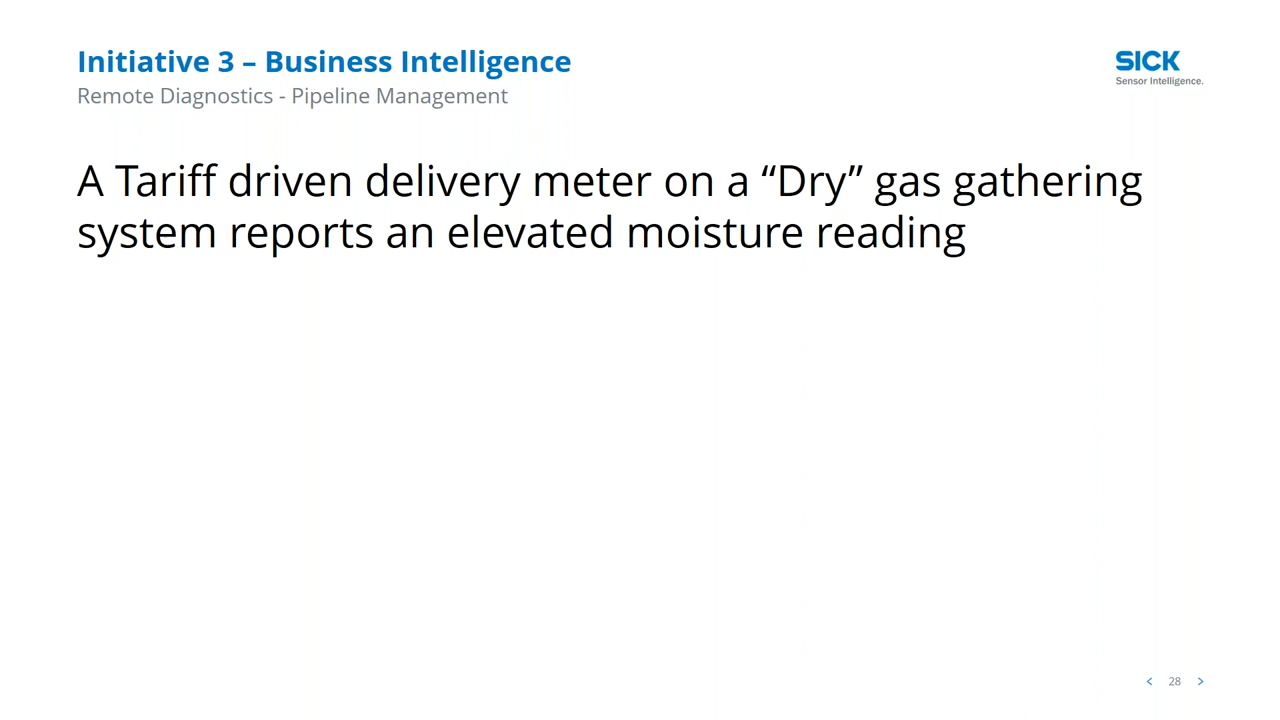 Initiative 3 – Business Intelligence
Remote Diagnostics - Pipeline Management
SICK
Sensor Intelligence.
A Tariff driven delivery meter on a “Dry” gas gathering
system reports an elevated moisture reading
< 28 >